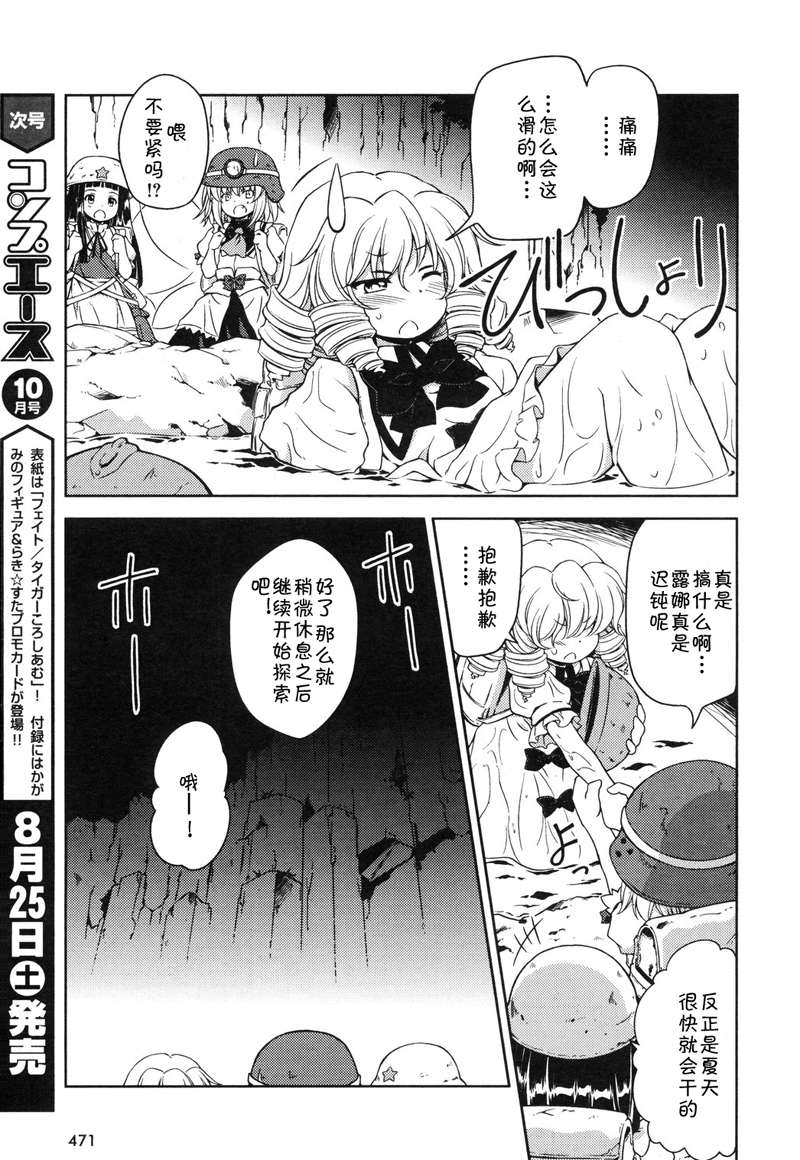 痛痛
……
…怎么会这
么滑的啊…
喂
不要紧吗!?
びっしょり
真是
搞什么啊…
露娜真是
迟钝呢
抱歉抱歉
……
よっ
反正是夏天
很快就会干的
好了那么就
稍微休息之后
继续开始探索
吧!
哦ー!
ホー
ホー
次号
コンプエース
10
月号
表紙は「フェイト/タイガーころしあむ」! 付録にはかが
みのフィギュア&らき☆すたプロモカードが登場!!
8月25日土発売
471